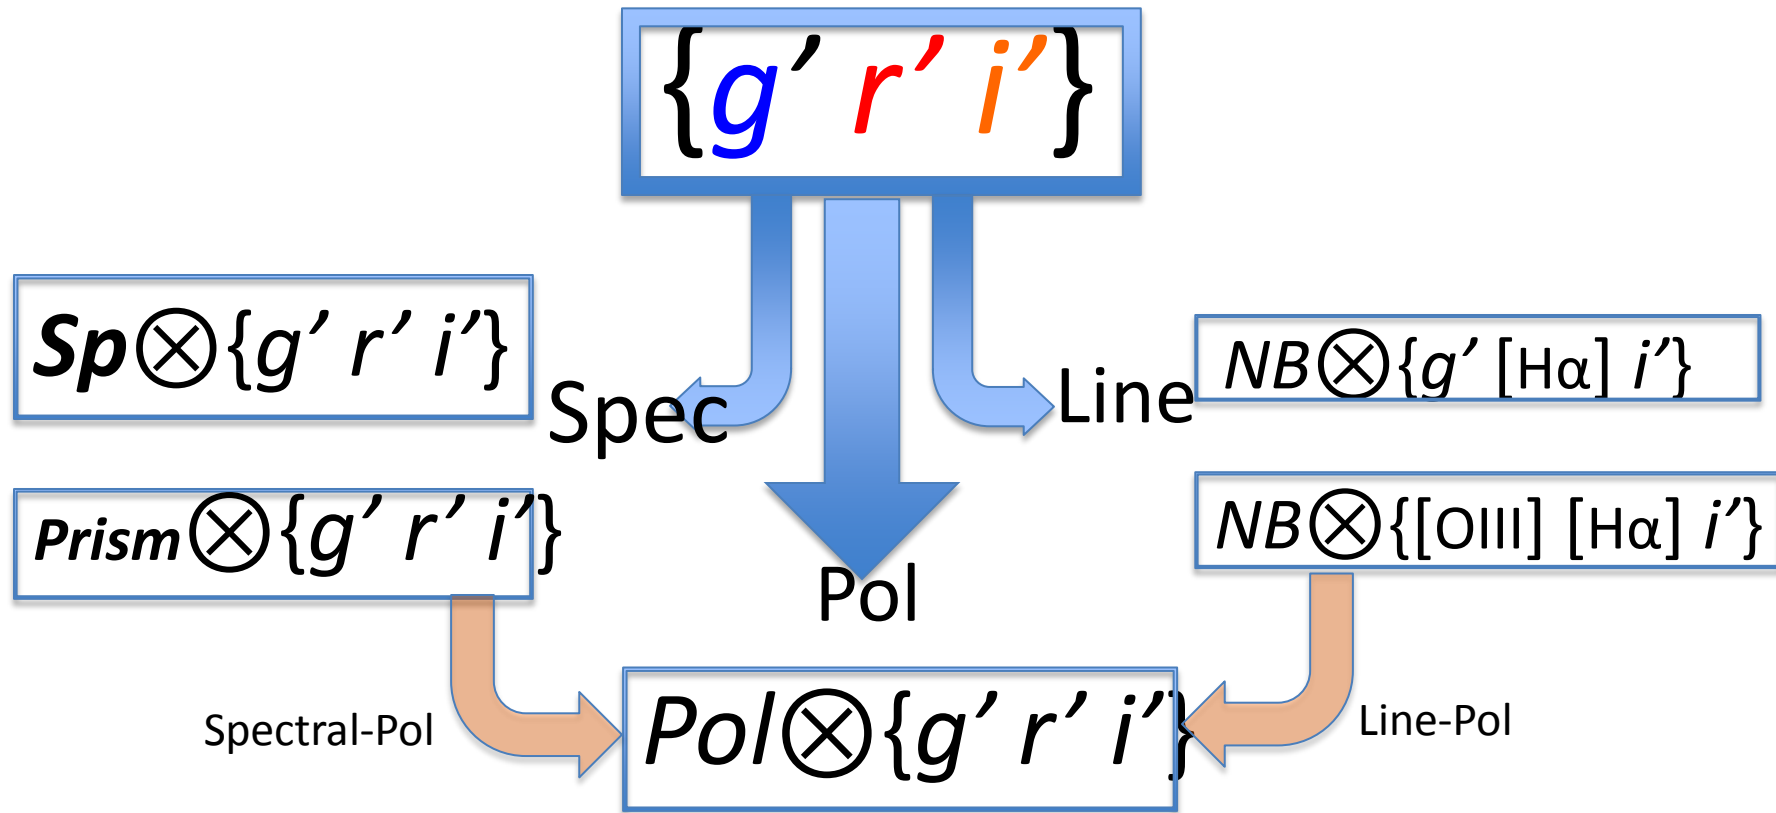 {g′ r′ i′}
Sp⊗{g′ r′ i′}
Spec
Line
NB⊗{g′ [Hα] i′}
Prism⊗{g′ r′ i′}
NB⊗{[OIII] [Hα] i′}
Pol
Spectral-Pol
Pol⊗{g′ r′ i′}
Line-Pol